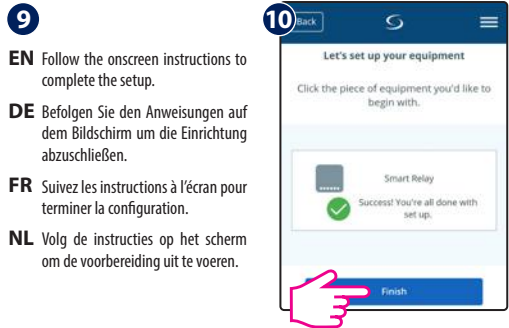 9
EN Follow the onscreen instructions to
complete the setup.
DE Befolgen Sie den Anweisungen auf
dem Bildschirm um die Einrichtung
abzuschließen.
FR Suivez les instructions à l'écran pour
terminer la configuration.
NL Volg de instructies op het scherm
om de voorbereiding uit te voeren.
10
Back
Let's set up your equipment
Click the piece of equipment you'd like to
begin with.
Smart Relay
Success! You're all done with
set up.
Finish